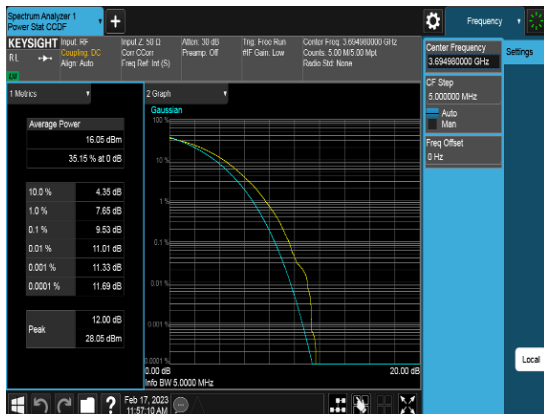 Spectrum Analyzer 1
Power Stat CCDF
Frequency
KEYSIGHT
Input: RF
Coupling: DC
Align: Auto
Input Z: 50 Ω
Corr CCorr
Freq Ref: Int (S)
Atten: 30 dB
Preamp: Off
Trig: Free Run
#IF Gain: Low
Center Freq: 3.694980000 GHz
Counts: 5.00 M/5.00 Mpt
Radio Std: None
Center Frequency
3.694980000 GHz
Settings
CF Step
5.000000 MHz
Auto
Man
Freq Offset
0 Hz
1 Metrics
Average Power
16.05 dBm
35.15 % at 0 dB
10.0 % 4.35 dB
1.0 % 7.65 dB
0.1 % 9.53 dB
0.01 % 11.01 dB
0.001 % 11.33 dB
0.0001 % 11.69 dB
Peak
12.00 dB
28.05 dBm
2 Graph
Gaussian
100 %
10 %
1 %
0.1 %
0.01 %
0.001 %
0.0001 %
0.00 dB
20.00 dB
Info BW 5.0000 MHz
Local
Feb 17, 2023
11:57:10 AM